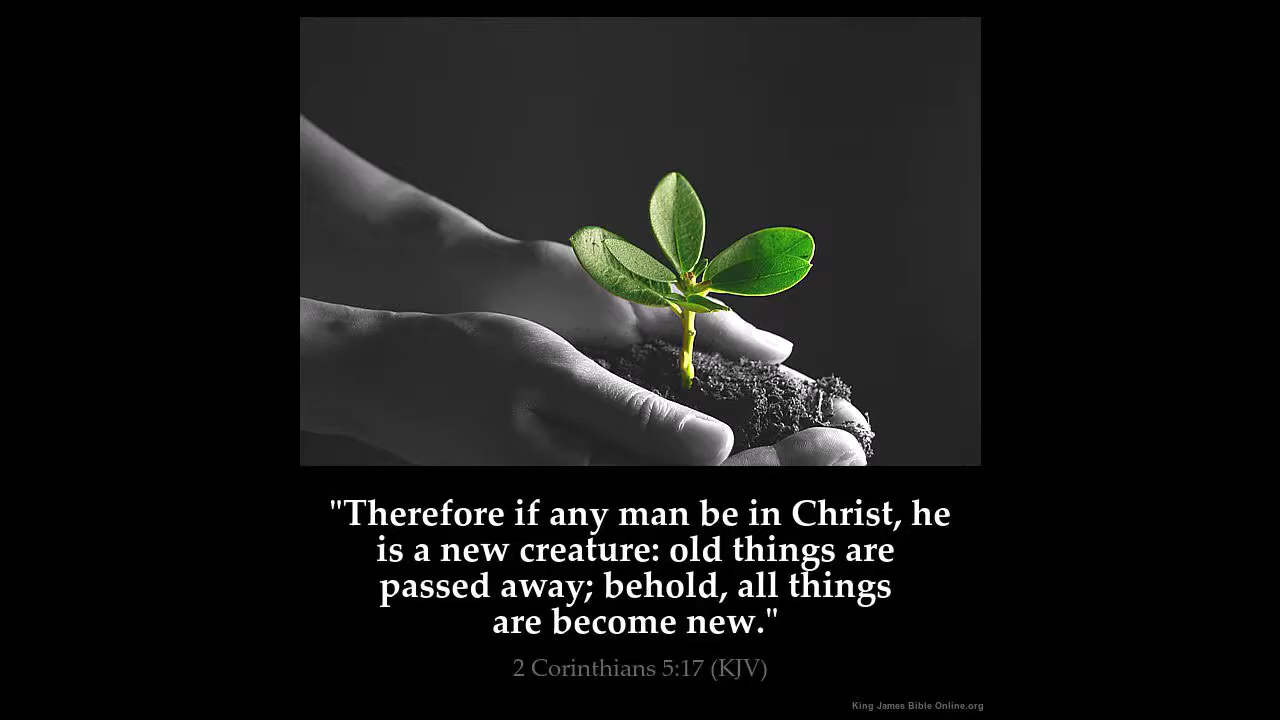 "Therefore if any man be in Christ, he
is a new creature: old things are
passed away; behold, all things
are become new."
2 Corinthians 5:17 (KJV)
King James Bible Online.org